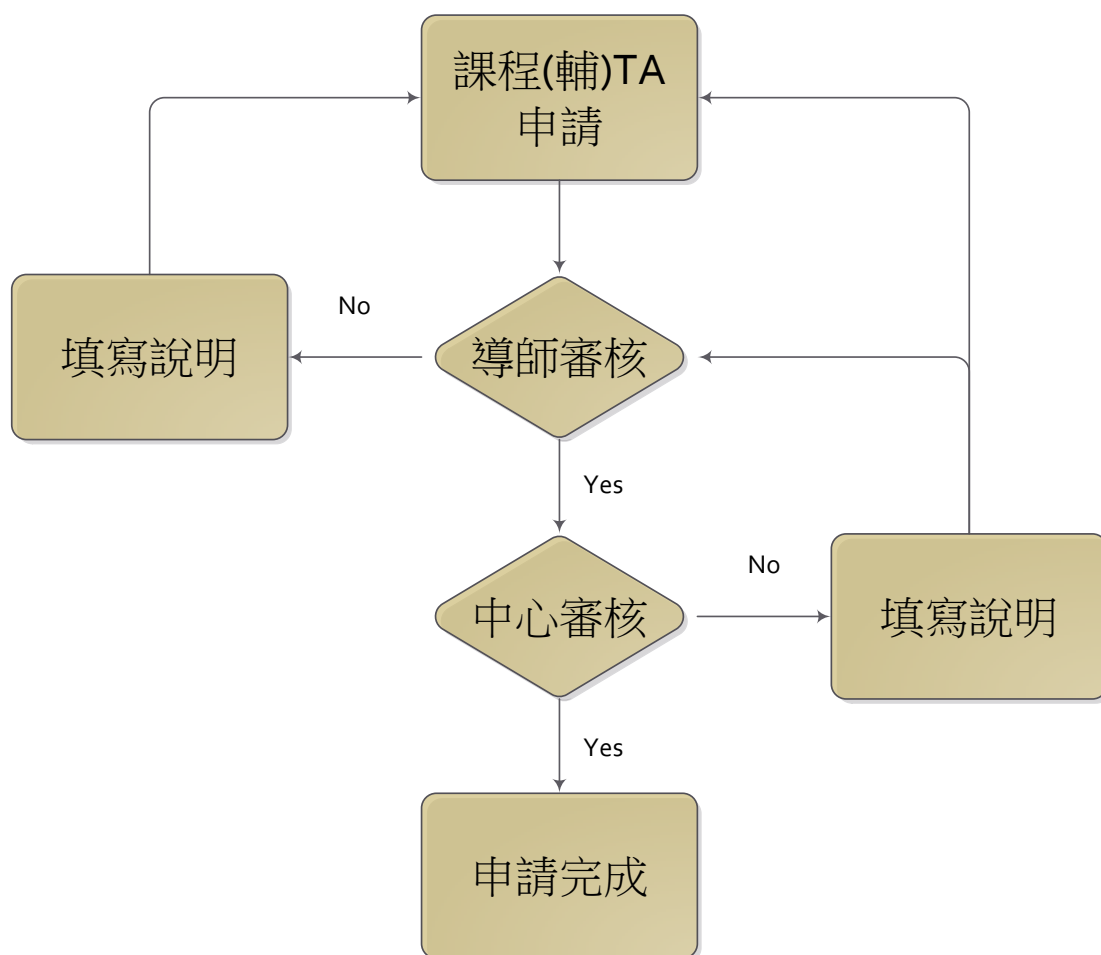 課程(輔)TA
申請
No
填寫說明
導師審核
Yes
No
中心審核
填寫說明
Yes
申請完成